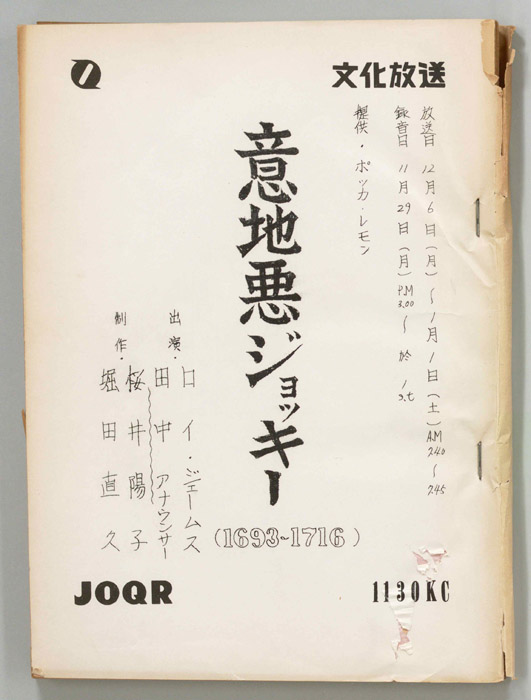 文化放送
放送日 12月6日(月)〜1月1日(土)AM 2.40〜2.45
録音日 11月29日(月)PM 3.00〜 於 1 s.t
提供・ポッカ・レモン
意地悪ジョッキー
(1693~1716)
出演・ロイ・ジェームス
田中アナウンサー
桜井陽子
制作・堀田直久
JOQR
1130KC